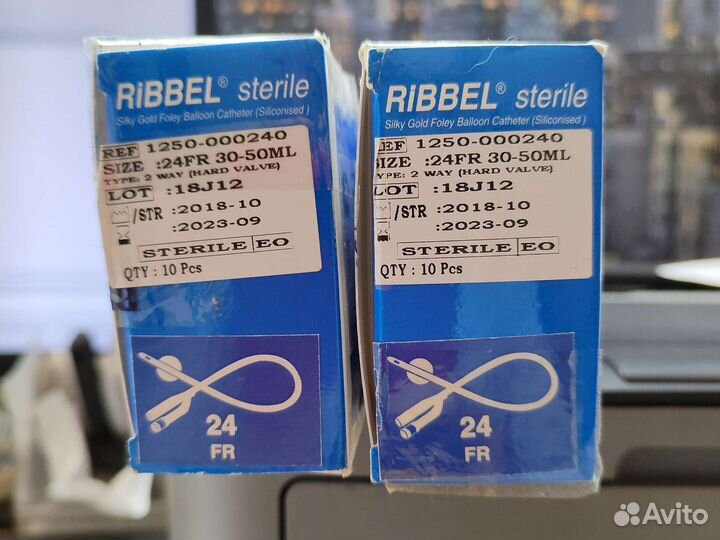 RiBBEL® sterile
Silky Gold Foley Balloon Catheter (Siliconised)
REF 1250-000240
SIZE :24FR 30-50ML
TYPE: 2 WAY (HARD VALVE)
LOT :18J12
/STR :2018-10
:2023-09
STERILE EO
QTY : 10 Pcs
24
FR
RiBBEL® sterile
Silky Gold Foley Balloon Catheter (Siliconised)
REF 1250-000240
SIZE :24FR 30-50ML
TYPE: 2 WAY (HARD VALVE)
LOT :18J12
/STR :2018-10
:2023-09
STERILE EO
QTY : 10 Pcs
24
FR
Avito